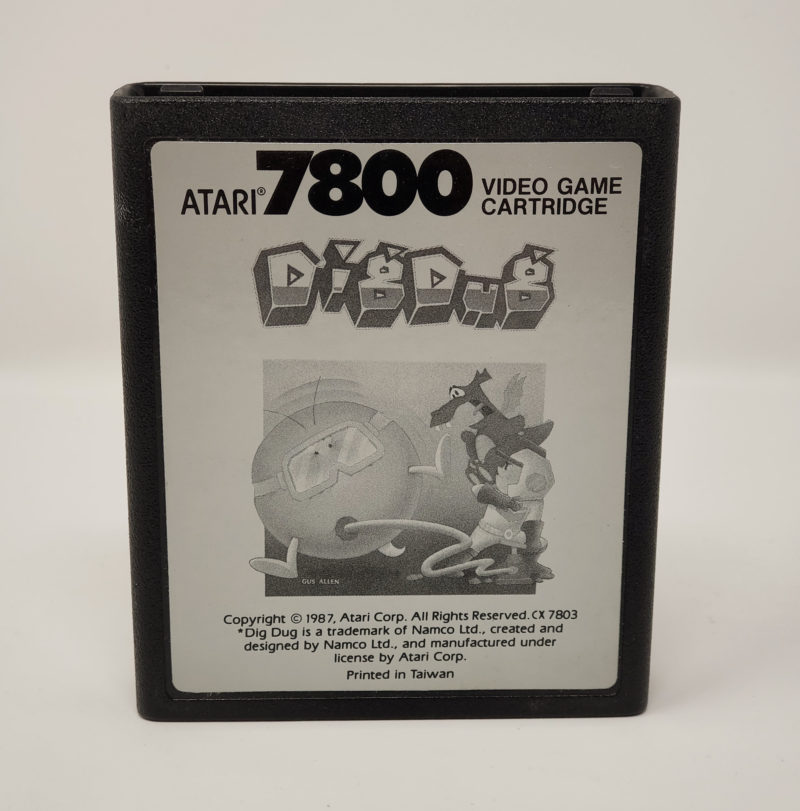 ATARI® 7800 VIDEO GAME
CARTRIDGE
DiG DuG
GUS ALLEN
Copyright © 1987, Atari Corp. All Rights Reserved. CX 7803
*Dig Dug is a trademark of Namco Ltd., created and
designed by Namco Ltd., and manufactured under
license by Atari Corp.
Printed in Taiwan